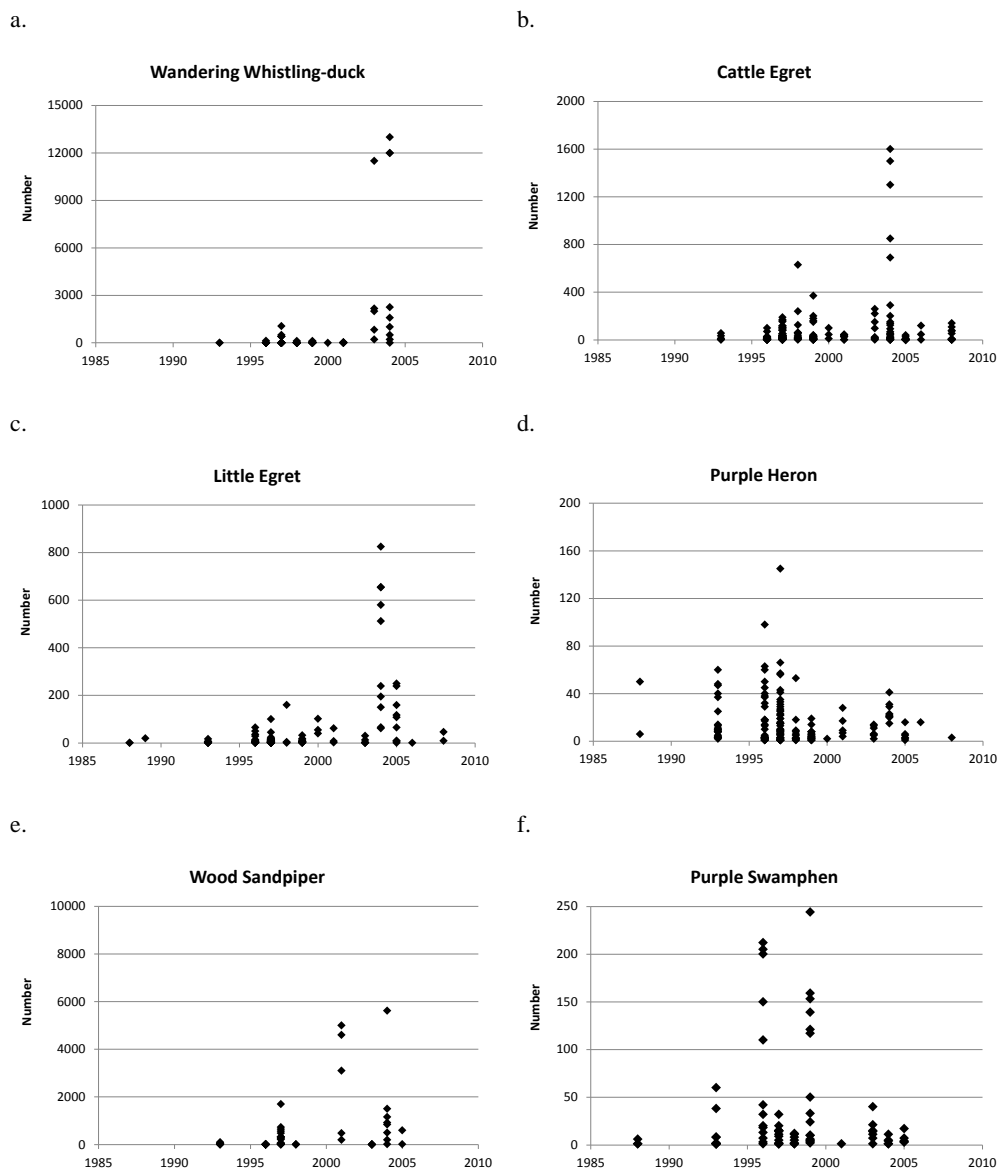 a.
b.
Wandering Whistling-duck
15000
12000
9000
6000
3000
0
Number
1985 1990 1995 2000 2005 2010
Cattle Egret
2000
1600
1200
800
400
0
Number
1985 1990 1995 2000 2005 2010
c.
d.
Little Egret
1000
800
600
400
200
0
Number
1985 1990 1995 2000 2005 2010
Purple Heron
200
160
120
80
40
0
Number
1985 1990 1995 2000 2005 2010
e.
f.
Wood Sandpiper
10000
8000
6000
4000
2000
0
Number
1985 1990 1995 2000 2005 2010
Purple Swamphen
250
200
150
100
50
0
Number
1985 1990 1995 2000 2005 2010